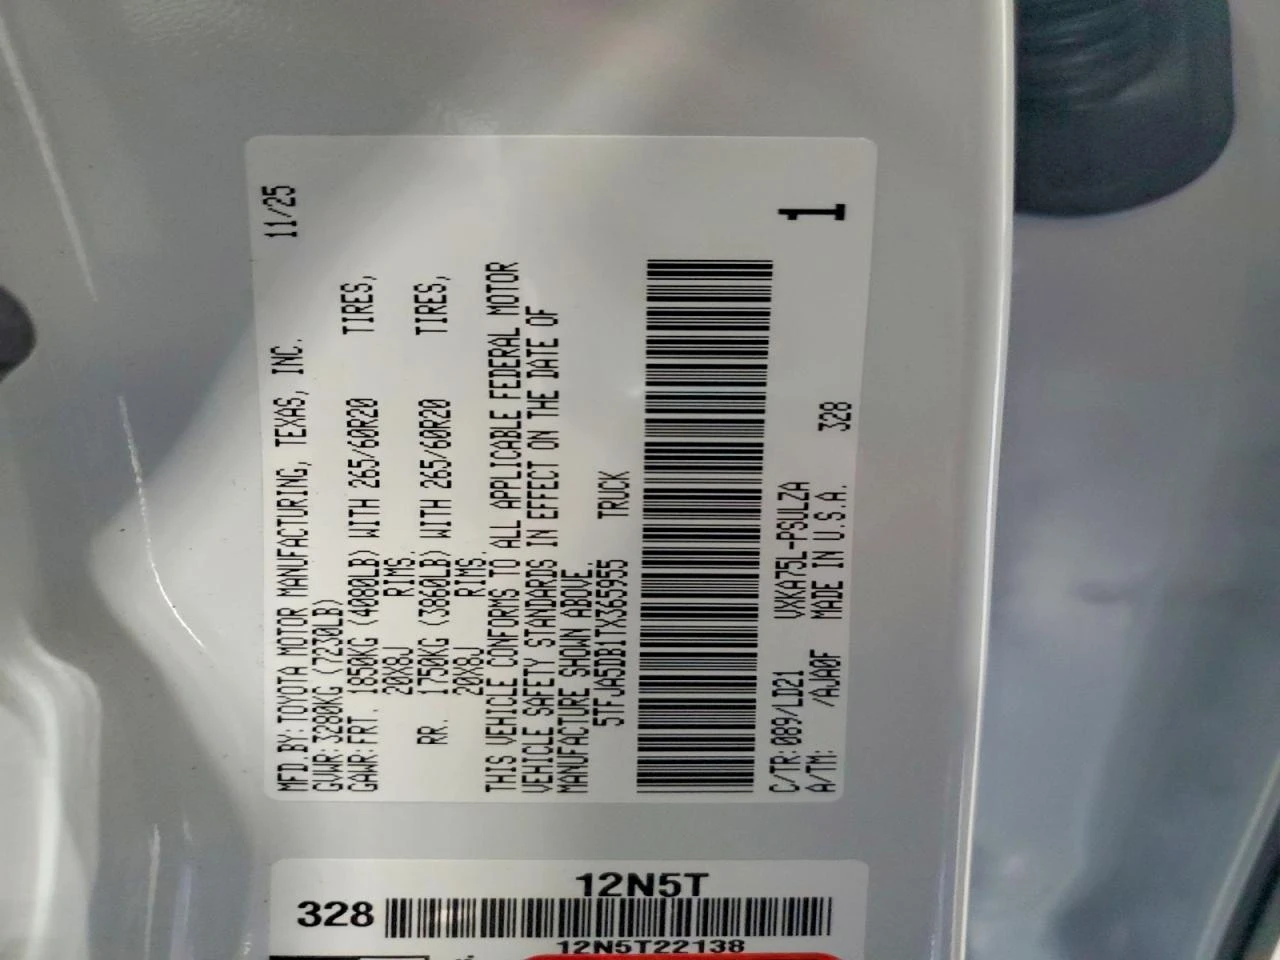 MFD.BY:TOYOTA MOTOR MANUFACTURING, TEXAS, INC. 11/25
GVWR:3288KG (7230LB)
GAWR:FRT. 1850KG (4080LB) WITH 265/60R20 TIRES,
20X8J RIMS.
RR. 1750KG (3860LB) WITH 265/60R20 TIRES,
20X8J RIMS.
THIS VEHICLE CONFORMS TO ALL APPLICABLE FEDERAL MOTOR
VEHICLE SAFETY STANDARDS IN EFFECT ON THE DATE OF
MANUFACTURE SHOWN ABOVE.
5TFJA5DB1TX365955 TRUCK
C/TR:089/LD21 VXKA75L-PSULZA
A/TM: /AJA0F MADE IN U.S.A. 328
1
12N5T
328
12N5T22138